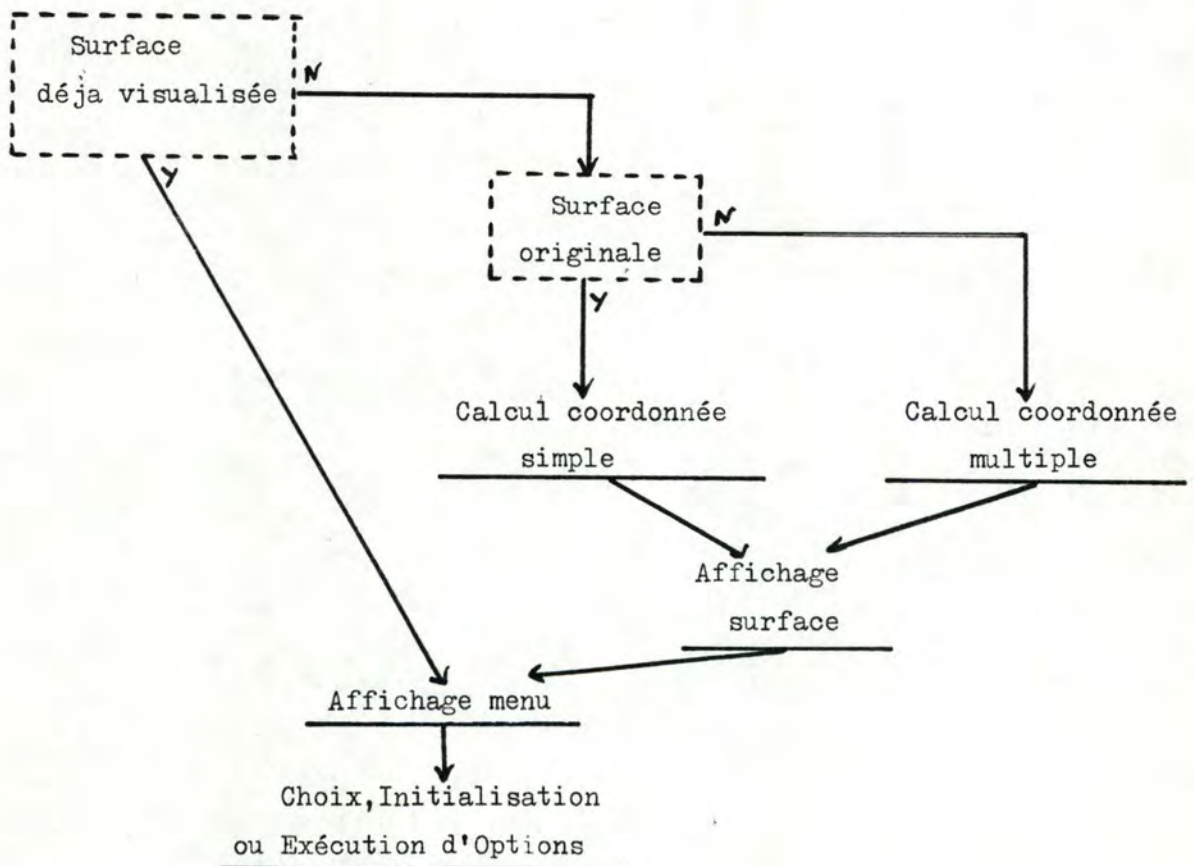 Surface
déja visualisée
N
Y
Surface
originale
N
Y
Calcul coordonnée
simple
Calcul coordonnée
multiple
Affichage
surface
Affichage menu
Choix,Initialisation
ou Exécution d'Options